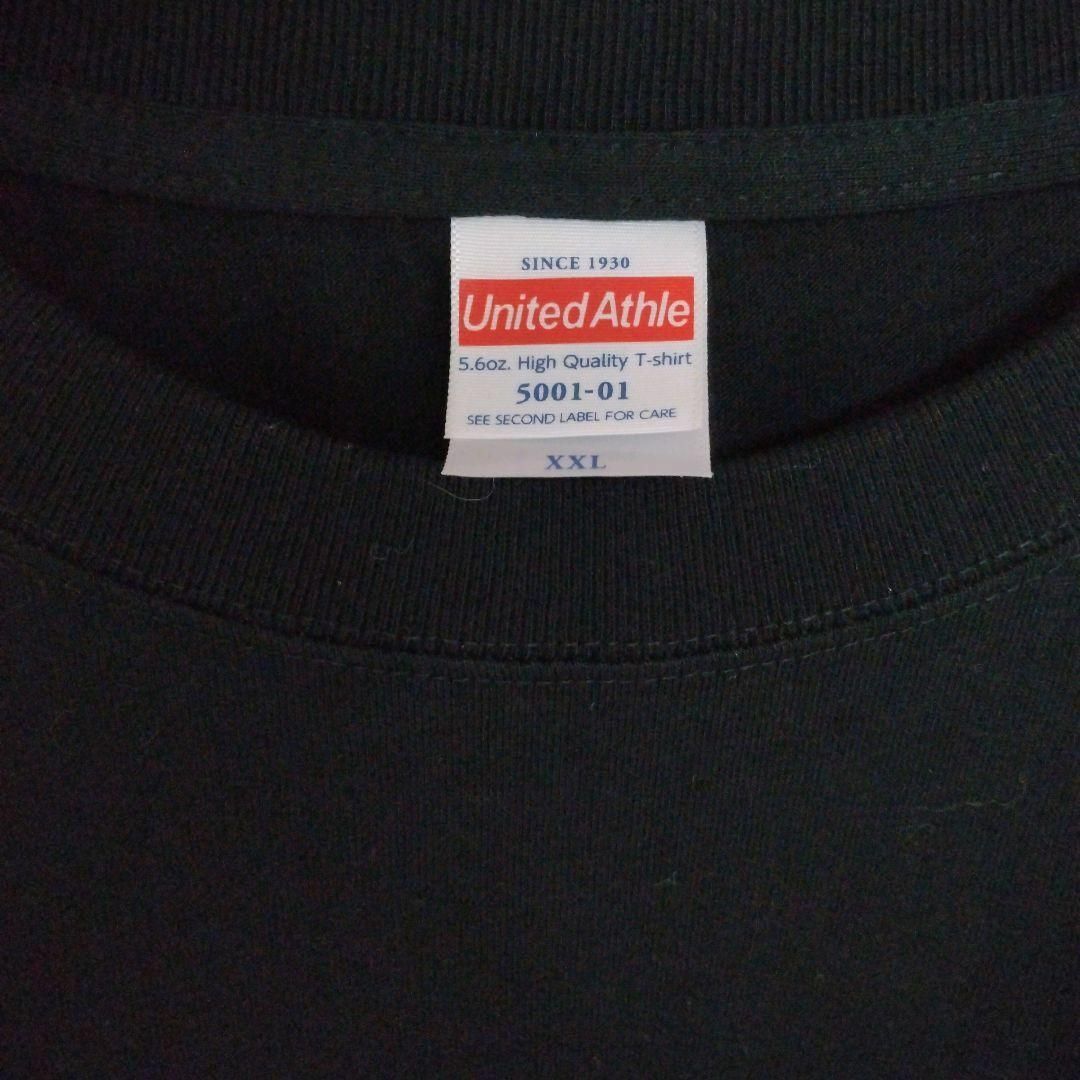 SINCE 1930
United Athle
5.6oz. High Quality T-shirt
5001-01
SEE SECOND LABEL FOR CARE
XXL